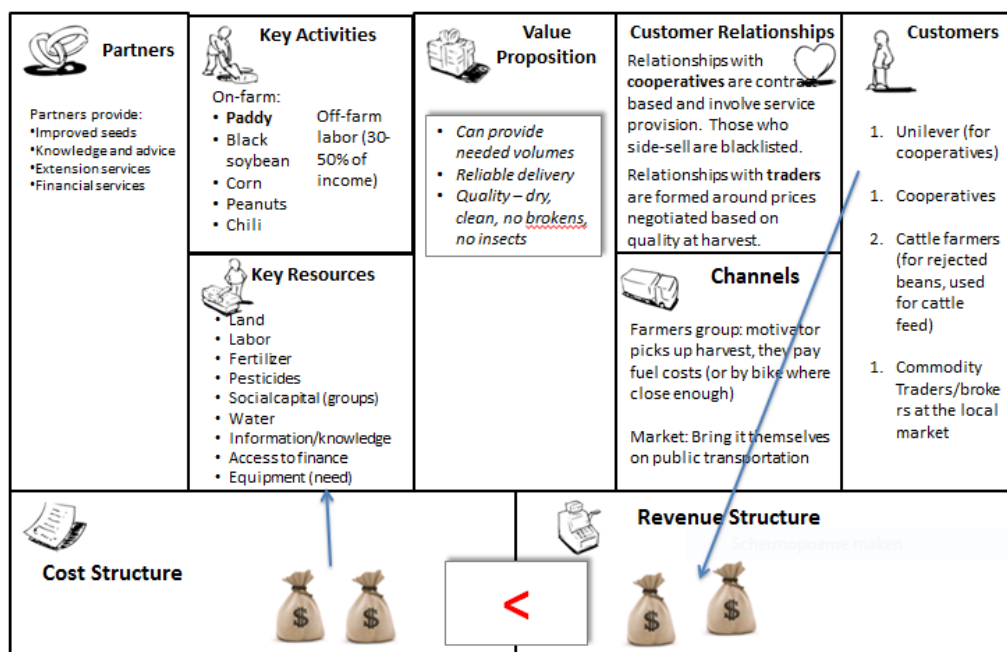 Partners
Partners provide:
•Improved seeds
•Knowledge and advice
•Extension services
•Financial services
Key Activities
On-farm:
• Paddy
• Black
soybean
• Corn
• Peanuts
• Chili
Off-farm
labor (30-
50% of
income)
Key Resources
• Land
• Labor
• Fertilizer
• Pesticides
• Social capital (groups)
• Water
• Information/knowledge
• Access to finance
• Equipment (need)
Value
Proposition
• Can provide
needed volumes
• Reliable delivery
• Quality – dry,
clean, no brokens,
no insects
Customer Relationships
Relationships with
cooperatives are contract
based and involve service
provision. Those who
side-sell are blacklisted.
Relationships with traders
are formed around prices
negotiated based on
quality at harvest.
Channels
Farmers group: motivator
picks up harvest, they pay
fuel costs (or by bike where
close enough)
Market: Bring it themselves
on public transportation
Customers
1. Unilever (for
cooperatives)
1. Cooperatives
2. Cattle farmers
(for rejected
beans, used
for cattle
feed)
1. Commodity
Traders/broke
rs at the local
market
Cost Structure
$ $
<
Revenue Structure
Schermopname maken
$ $